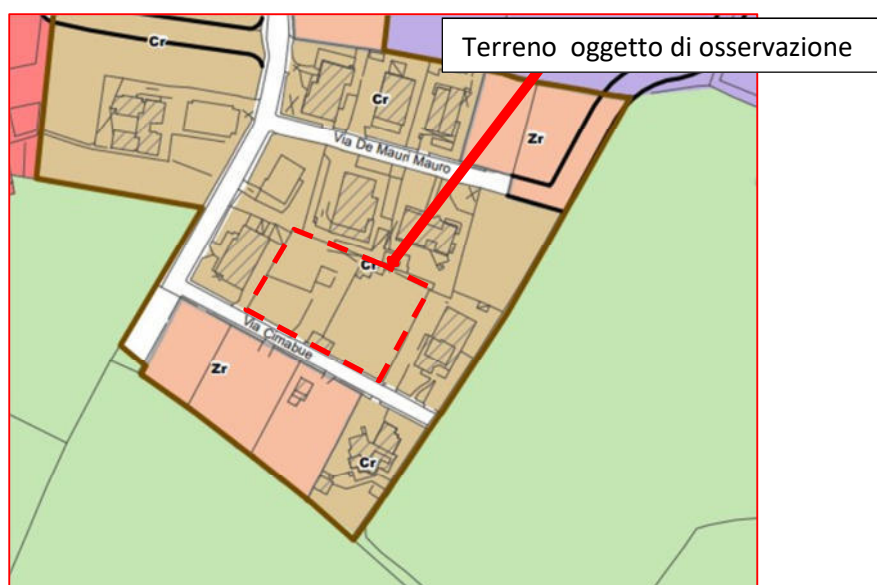 Terreno oggetto di osservazione
Cr
Cr
Via De Mauri Mauro
Zr
Cr
Via Cimabue
Zr
Cr